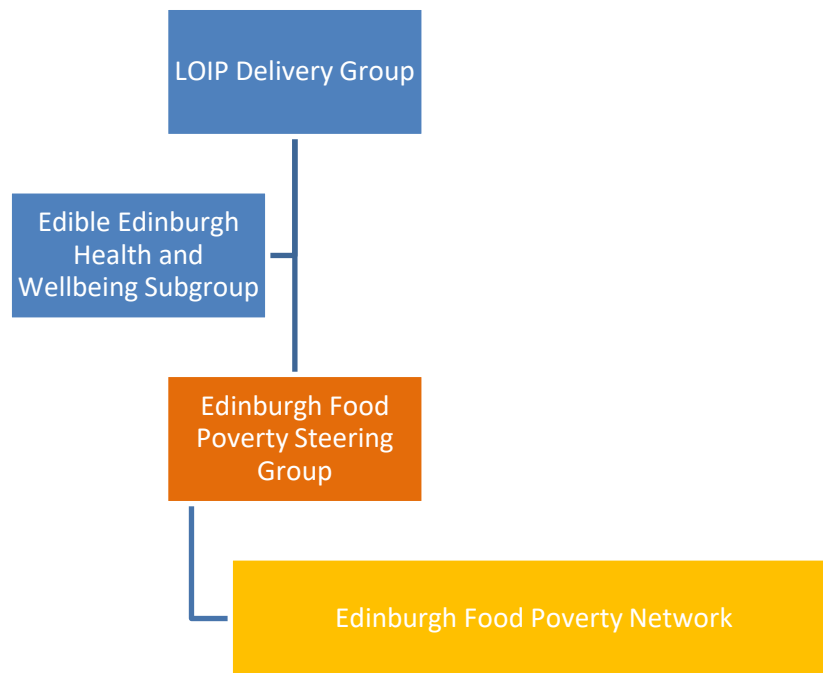 LOIP Delivery Group
Edible Edinburgh
Health and
Wellbeing Subgroup
Edinburgh Food
Poverty Steering
Group
Edinburgh Food Poverty Network